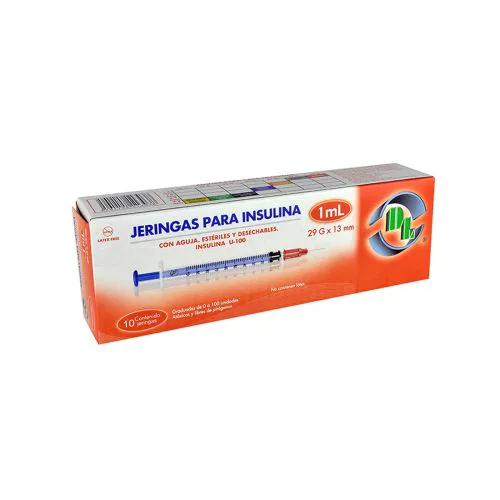 LATEX FREE
JERINGAS PARA INSULINA
1mL
CON AGUJA. ESTÉRILES Y DESECHABLES.
INSULINA U-100
29 G x 13 mm
No contienen látex
Graduadas de 0 a 100 unidades
Atóxicas y libres de pirógenos
10 Contenido
jeringas